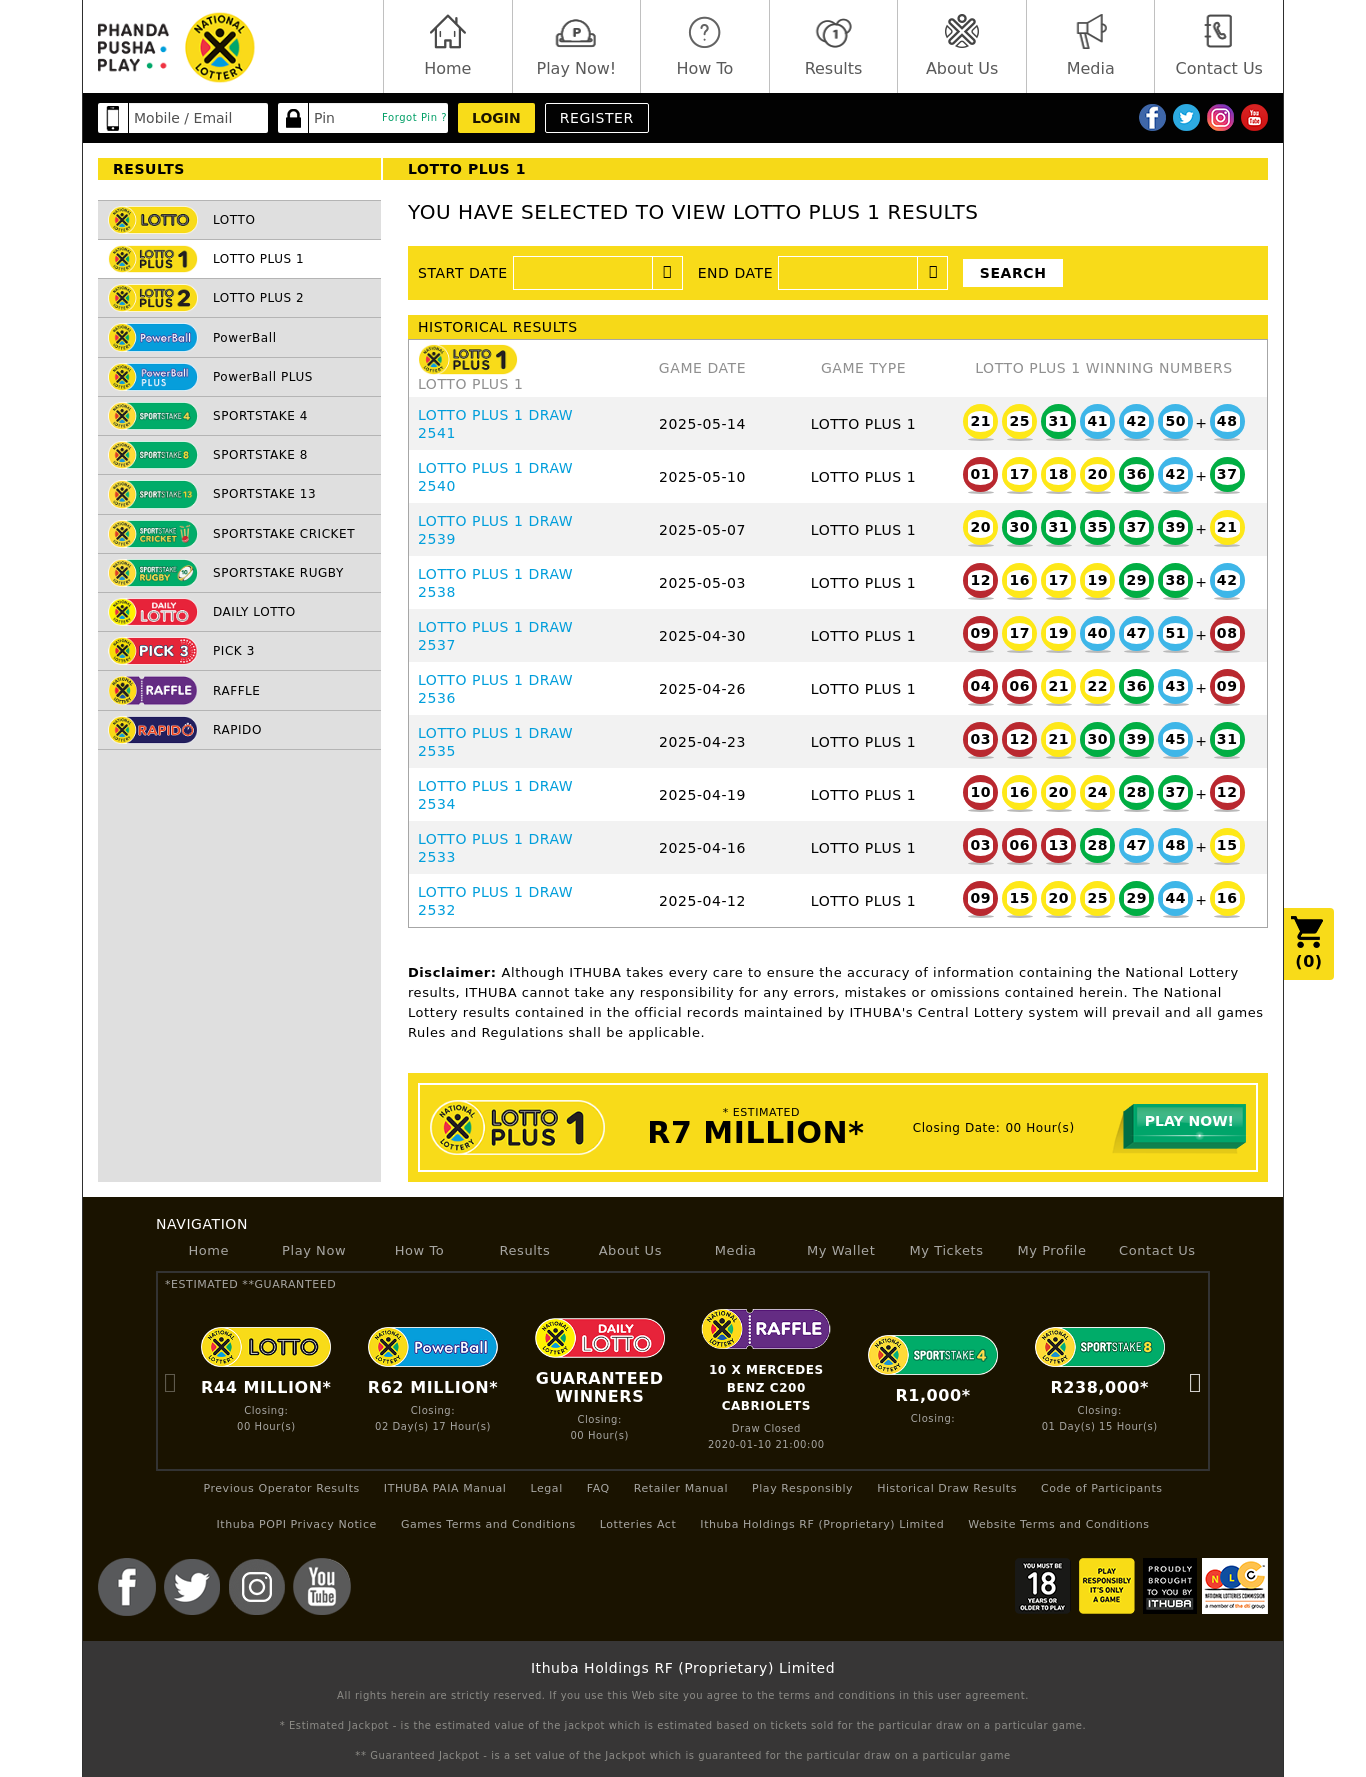 PHANDA
PUSHA
PLAY
NATIONAL LOTTERY
Home
Play Now!
How To
Results
About Us
Media
Contact Us
Mobile / Email
Pin
Forgot Pin ?
LOGIN
REGISTER
RESULTS
LOTTO PLUS 1
LOTTO
LOTTO PLUS 1
LOTTO PLUS 2
PowerBall
PowerBall PLUS
SPORTSTAKE 4
SPORTSTAKE 8
SPORTSTAKE 13
SPORTSTAKE CRICKET
SPORTSTAKE RUGBY
DAILY LOTTO
PICK 3
RAFFLE
RAPIDO
YOU HAVE SELECTED TO VIEW LOTTO PLUS 1 RESULTS
START DATE
END DATE
SEARCH
HISTORICAL RESULTS
LOTTO PLUS 1
LOTTO PLUS 1
GAME DATE
GAME TYPE
LOTTO PLUS 1 WINNING NUMBERS
LOTTO PLUS 1 DRAW
2541
2025-05-14
LOTTO PLUS 1
21 25 31 41 42 50 + 48
LOTTO PLUS 1 DRAW
2540
2025-05-10
LOTTO PLUS 1
01 17 18 20 36 42 + 37
LOTTO PLUS 1 DRAW
2539
2025-05-07
LOTTO PLUS 1
20 30 31 35 37 39 + 21
LOTTO PLUS 1 DRAW
2538
2025-05-03
LOTTO PLUS 1
12 16 17 19 29 38 + 42
LOTTO PLUS 1 DRAW
2537
2025-04-30
LOTTO PLUS 1
09 17 19 40 47 51 + 08
LOTTO PLUS 1 DRAW
2536
2025-04-26
LOTTO PLUS 1
04 06 21 22 36 43 + 09
LOTTO PLUS 1 DRAW
2535
2025-04-23
LOTTO PLUS 1
03 12 21 30 39 45 + 31
LOTTO PLUS 1 DRAW
2534
2025-04-19
LOTTO PLUS 1
10 16 20 24 28 37 + 12
LOTTO PLUS 1 DRAW
2533
2025-04-16
LOTTO PLUS 1
03 06 13 28 47 48 + 15
LOTTO PLUS 1 DRAW
2532
2025-04-12
LOTTO PLUS 1
09 15 20 25 29 44 + 16
(0)
Disclaimer: Although ITHUBA takes every care to ensure the accuracy of information containing the National Lottery
results, ITHUBA cannot take any responsibility for any errors, mistakes or omissions contained herein. The National
Lottery results contained in the official records maintained by ITHUBA's Central Lottery system will prevail and all games
Rules and Regulations shall be applicable.
NATIONAL LOTTERY
LOTTO
PLUS 1
* ESTIMATED
R7 MILLION*
Closing Date: 00 Hour(s)
PLAY NOW!
NAVIGATION
Home
Play Now
How To
Results
About Us
Media
My Wallet
My Tickets
My Profile
Contact Us
*ESTIMATED **GUARANTEED
LOTTO
R44 MILLION*
Closing:
00 Hour(s)
PowerBall
R62 MILLION*
Closing:
02 Day(s) 17 Hour(s)
DAILY
LOTTO
GUARANTEED
WINNERS
Closing:
00 Hour(s)
RAFFLE
10 X MERCEDES
BENZ C200
CABRIOLETS
Draw Closed
2020-01-10 21:00:00
SPORTSTAKE 4
R1,000*
Closing:
SPORTSTAKE 8
R238,000*
Closing:
01 Day(s) 15 Hour(s)
Previous Operator Results
ITHUBA PAIA Manual
Legal
FAQ
Retailer Manual
Play Responsibly
Historical Draw Results
Code of Participants
Ithuba POPI Privacy Notice
Games Terms and Conditions
Lotteries Act
Ithuba Holdings RF (Proprietary) Limited
Website Terms and Conditions
You
Tube
YOU MUST BE
18
YEARS OR
OLDER TO PLAY
PLAY
RESPONSIBLY
IT'S ONLY
A GAME
PROUDLY
BROUGHT
TO YOU BY
ITHUBA
NLC
NATIONAL LOTTERIES COMMISSION
a member of the dti group
Ithuba Holdings RF (Proprietary) Limited
All rights herein are strictly reserved. If you use this Web site you agree to the terms and conditions in this user agreement.
* Estimated Jackpot - is the estimated value of the jackpot which is estimated based on tickets sold for the particular draw on a particular game.
** Guaranteed Jackpot - is a set value of the Jackpot which is guaranteed for the particular draw on a particular game